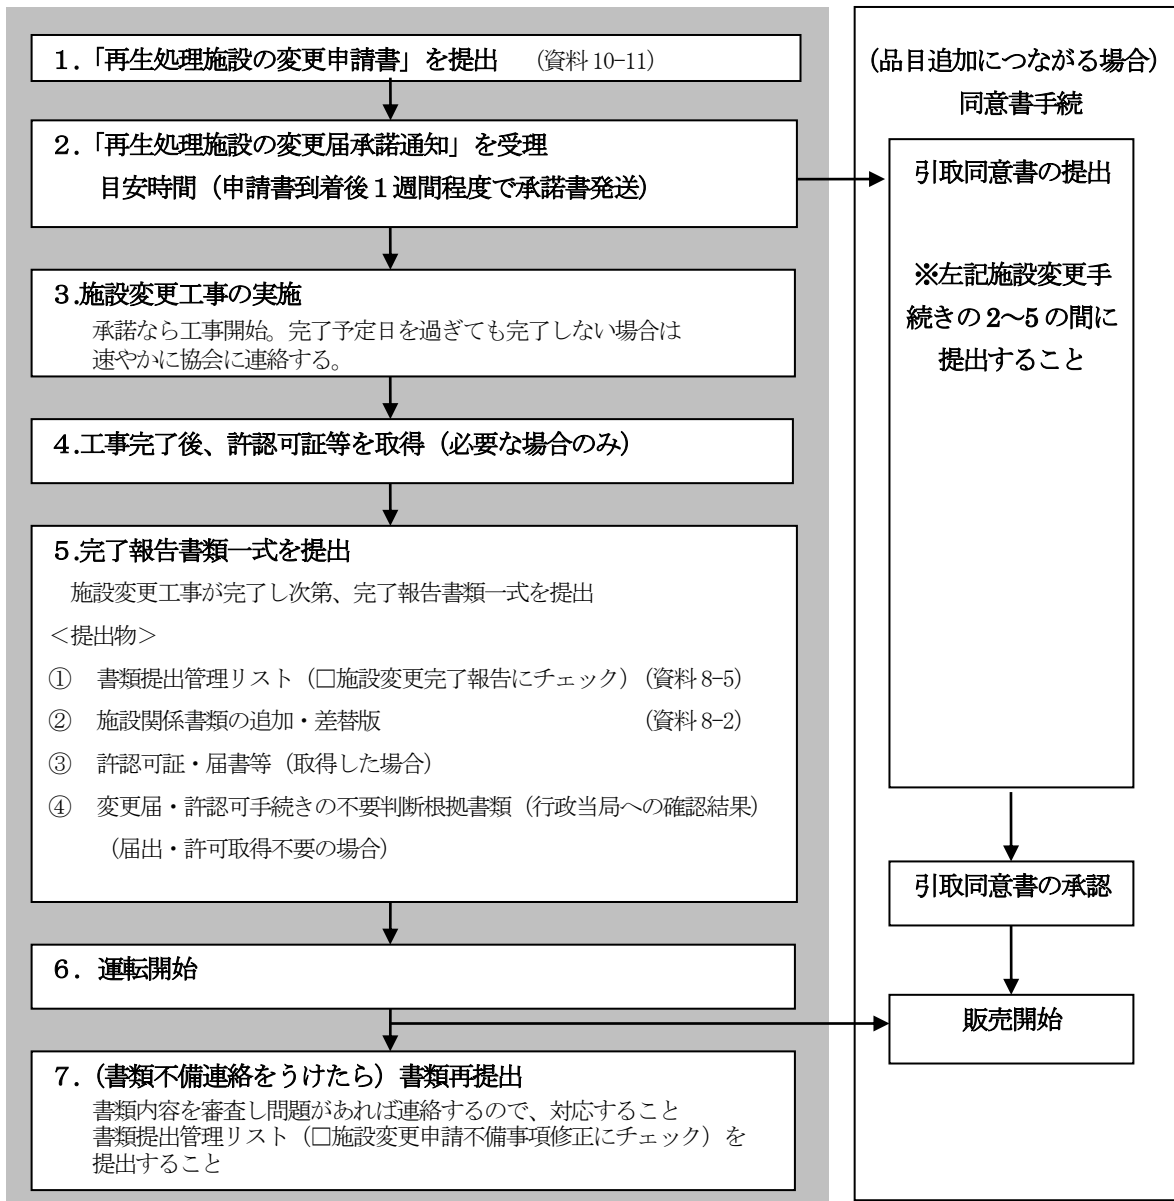 １．「再生処理施設の変更申請書」を提出　(資料10-11)
２．「再生処理施設の変更届承諾通知」を受理
目安時間（申請書到着後１週間程度で承諾書発送）
３.施設変更工事の実施
承諾なら工事開始。完了予定日を過ぎても完了しない場合は
速やかに協会に連絡する。
４.工事完了後、許認可証等を取得（必要な場合のみ）
５.完了報告書類一式を提出
施設変更工事が完了し次第、完了報告書類一式を提出
＜提出物＞
①　書類提出管理リスト（□施設変更完了報告にチェック）(資料8-5)
②　施設関係書類の追加・差替版　(資料8-2)
③　許認可証・届書等（取得した場合）
④　変更届・許認可手続きの不要判断根拠書類（行政当局への確認結果）
（届出・許可取得不要の場合）
６．運転開始
７．（書類不備連絡をうけたら）書類再提出
書類内容を審査し問題があれば連絡するので、対応すること
書類提出管理リスト（□施設変更申請不備事項修正にチェック）を
提出すること
（品目追加につながる場合）
同意書手続
引取同意書の提出
※左記施設変更手
続きの2～5の間に
提出すること
引取同意書の承認
販売開始